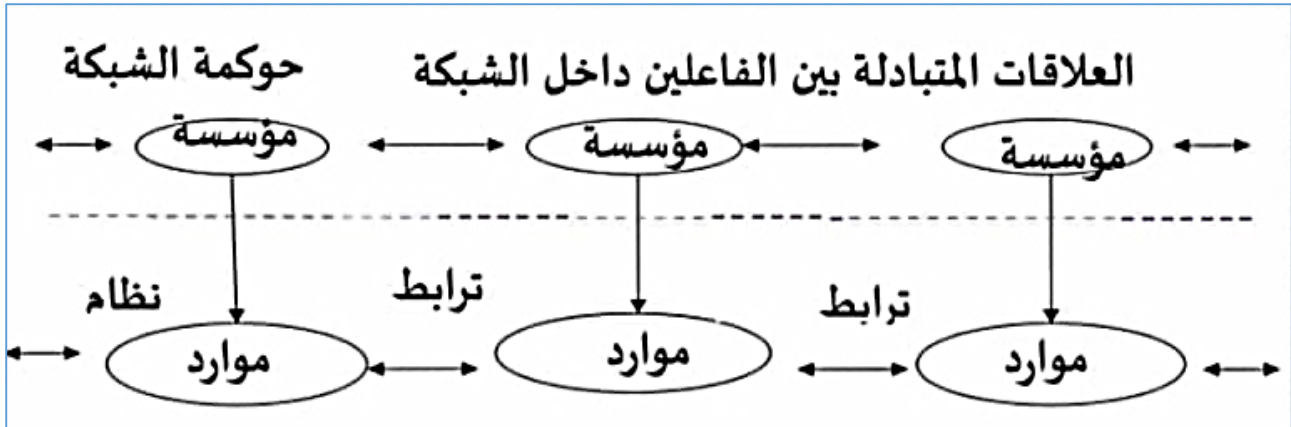 العلاقات المتبادلة بين الفاعلين داخل الشبكة
حوكمة الشبكة
مؤسسة
مؤسسة
مؤسسة
ترابط
ترابط
نظام
موارد
موارد
موارد